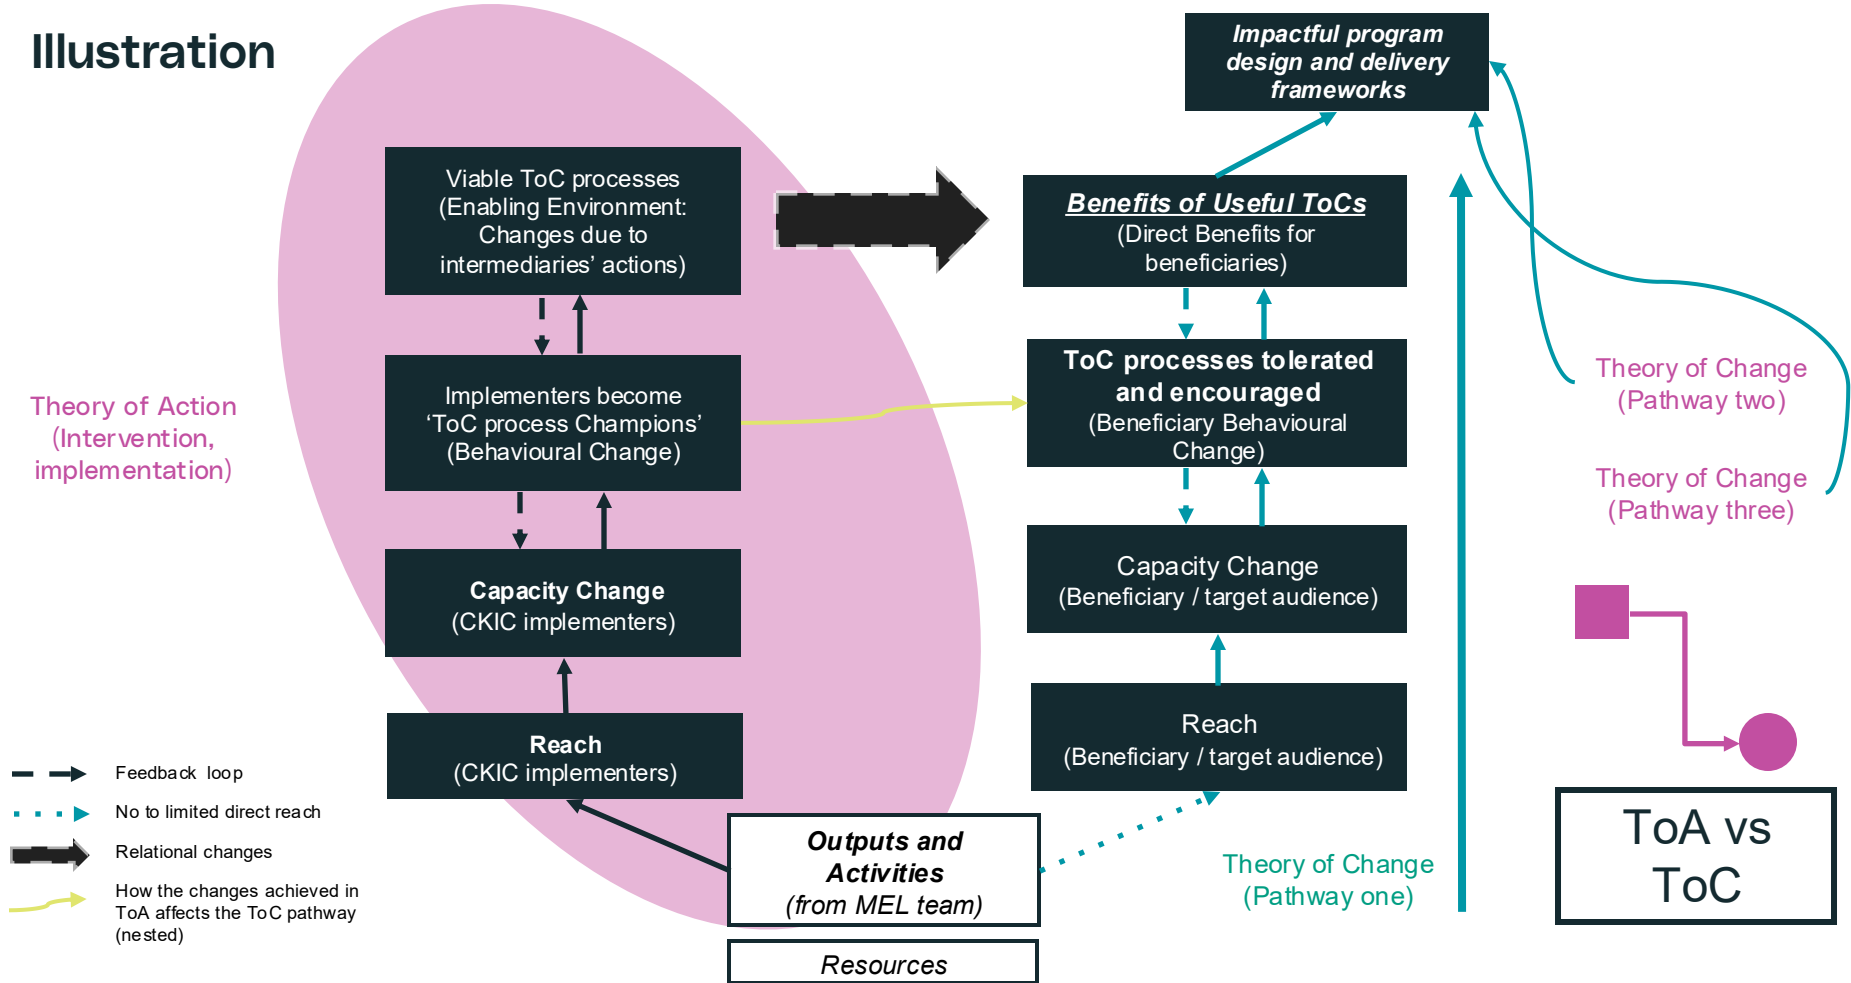 Illustration
Impactful program
design and delivery
frameworks
Viable ToC processes
(Enabling Environment:
Changes due to
intermediaries’ actions)
Benefits of Useful ToCs
(Direct Benefits for
beneficiaries)
Implementers become
‘ToC process Champions’
(Behavioural Change)
ToC processes tolerated
and encouraged
(Beneficiary Behavioural
Change)
Theory of Action
(Intervention,
implementation)
Theory of Change
(Pathway two)
Theory of Change
(Pathway three)
Capacity Change
(CKIC implementers)
Capacity Change
(Beneficiary / target audience)
Reach
(CKIC implementers)
Reach
(Beneficiary / target audience)
Feedback loop
No to limited direct reach
Relational changes
How the changes achieved in
ToA affects the ToC pathway
(nested)
Outputs and
Activities
(from MEL team)
Resources
Theory of Change
(Pathway one)
ToA vs
ToC